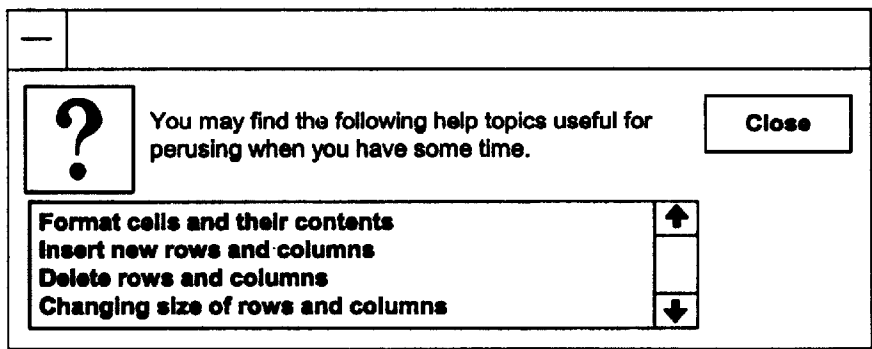 ?
You may find the following help topics useful for
perusing when you have some time.
Close
Format cells and their contents
Insert new rows and columns
Delete rows and columns
Changing size of rows and columns